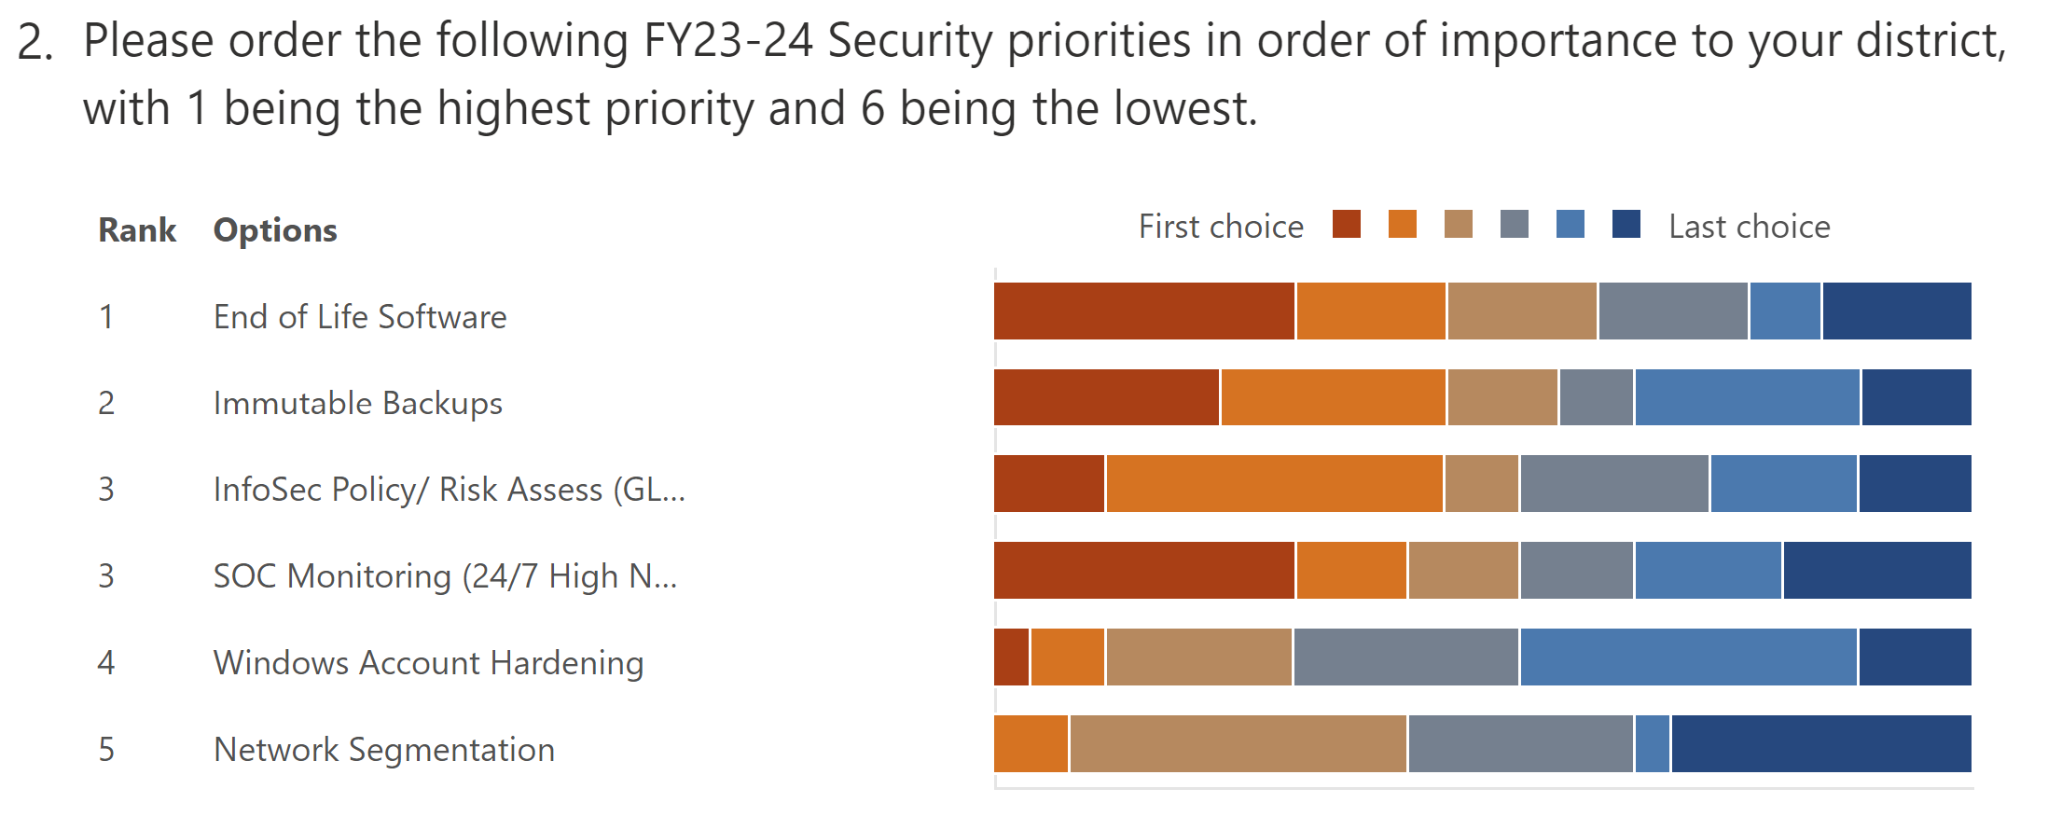 2. Please order the following FY23-24 Security priorities in order of importance to your district,
with 1 being the highest priority and 6 being the lowest.
Rank Options First choice Last choice
1 End of Life Software
2 Immutable Backups
3 InfoSec Policy/ Risk Assess (GL...
3 SOC Monitoring (24/7 High N...
4 Windows Account Hardening
5 Network Segmentation